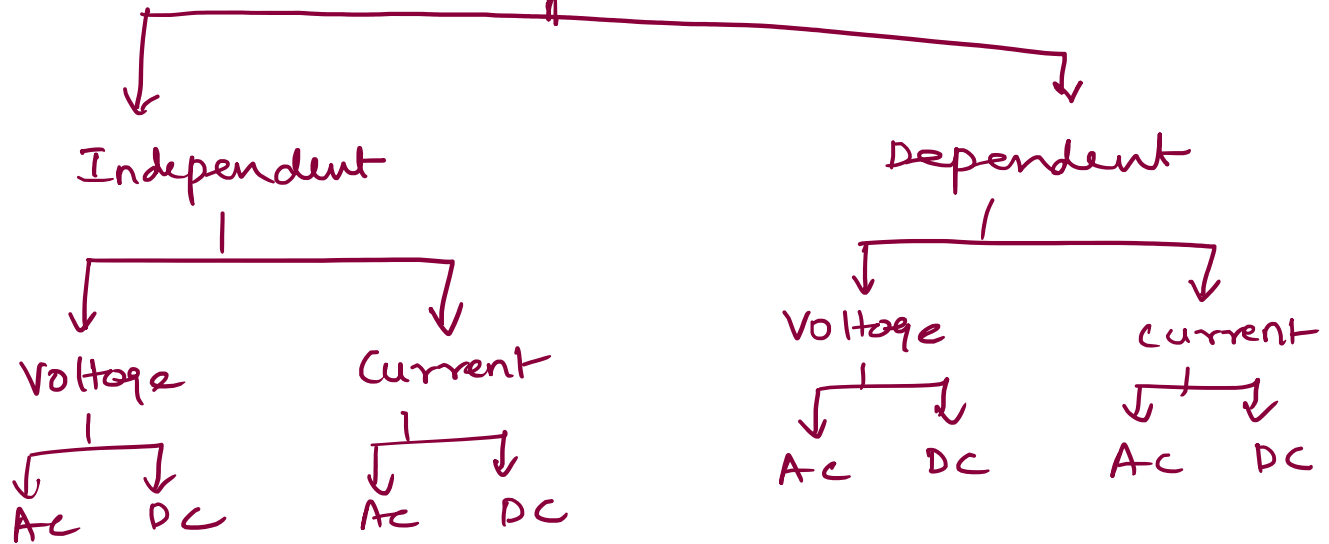 Independent
Dependent
Voltage
Current
Voltage
current
AC
DC
AC
DC
AC
DC
AC
DC